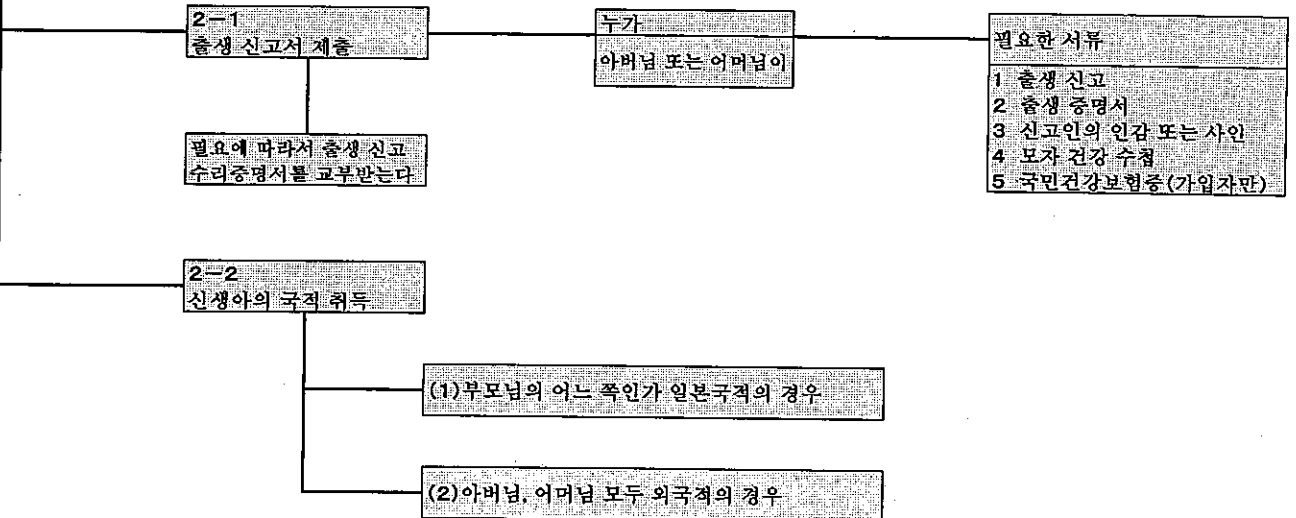 2-1
출생 신고서 제출
누가
아버님 또는 어머님이
필요한 서류
1 출생 신고
2 출생 증명서
3 신고인의 인감 또는 사인
4 모자 건강 수첩
5 국민건강보험증(가입자만)
필요에 따라서 출생 신고
수리증명서를 교부받는다
2-2
신생아의 국적 취득
(1)부모님의 어느 쪽인가 일본국적의 경우
(2)아버님, 어머님 모두 외국적의 경우